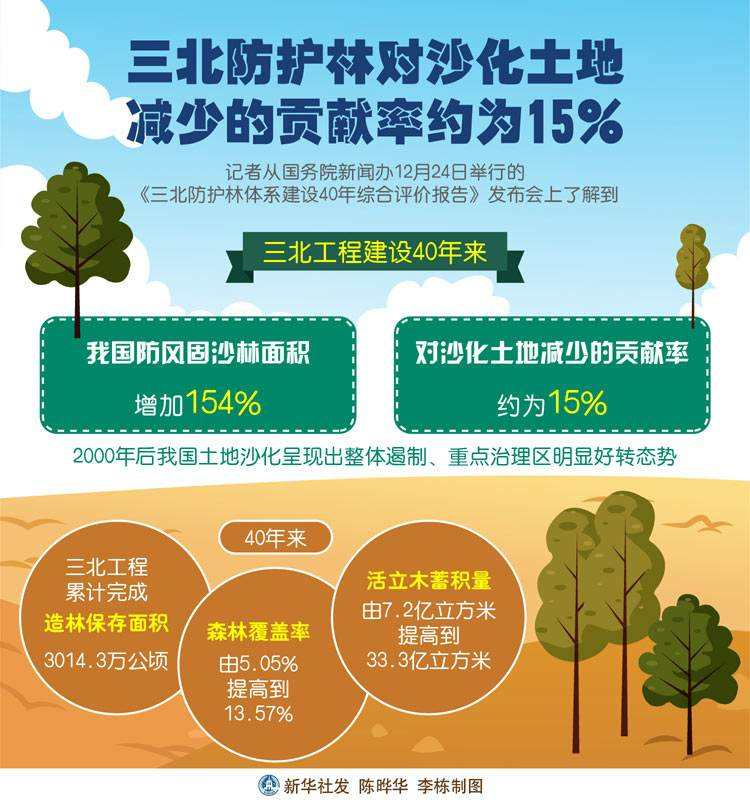 三北防护林对沙化土地
减少的贡献率约为15%
记者从国务院新闻办12月24日举行的
《三北防护林体系建设40年综合评价报告》发布会上了解到
三北工程建设40年来
我国防风固沙林面积
增加154%
对沙化土地减少的贡献率
约为15%
2000年后我国土地沙化呈现出整体遏制、重点治理区明显好转态势
40年来
三北工程
累计完成
造林保存面积
3014.3万公顷
森林覆盖率
由5.05%
提高到
13.57%
活立木蓄积量
由7.2亿立方米
提高到
33.3亿立方米
新华社发 陈晔华 李栋制图